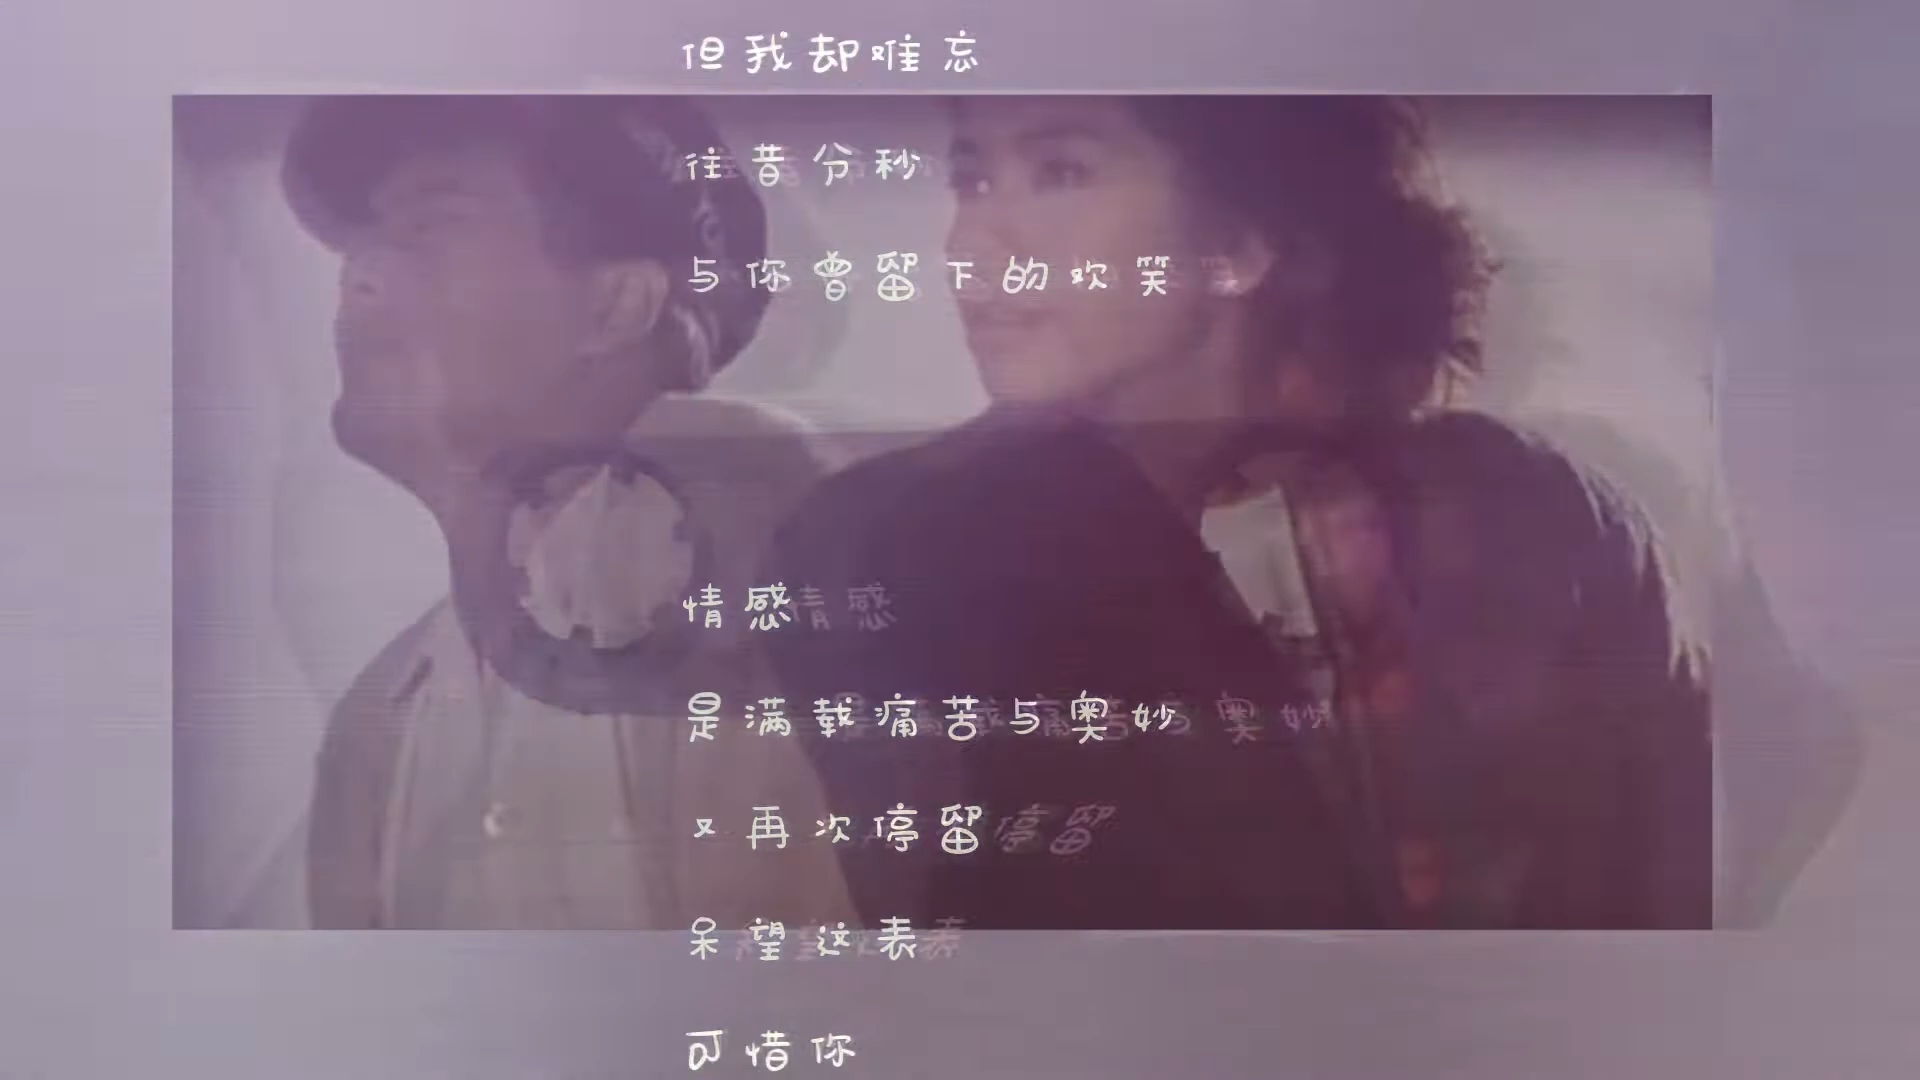 但我却难忘
往昔分秒
与你曾留下的欢笑
情感
是满载痛苦与奥妙
又再次停留
呆望这表
可惜你